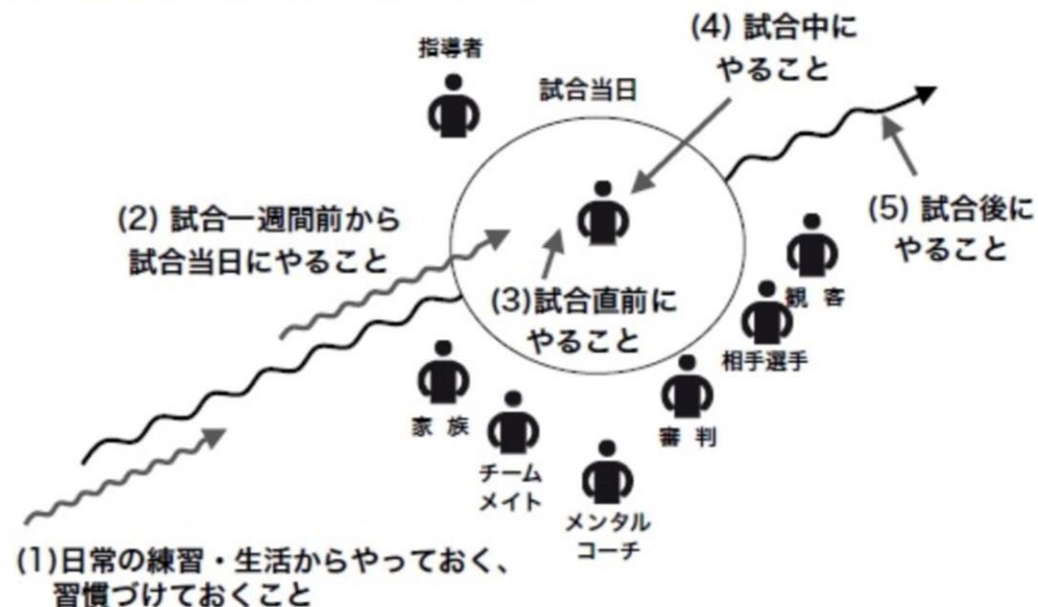 指導者
試合当日
(4) 試合中に
やること
(2) 試合一週間前から
試合当日にやること
(5) 試合後に
やること
(3)試合直前に
やること
観 客
相手選手
審 判
家 族
チーム
メイト
メンタル
コーチ
(1)日常の練習・生活からやっておく、
習慣づけておくこと